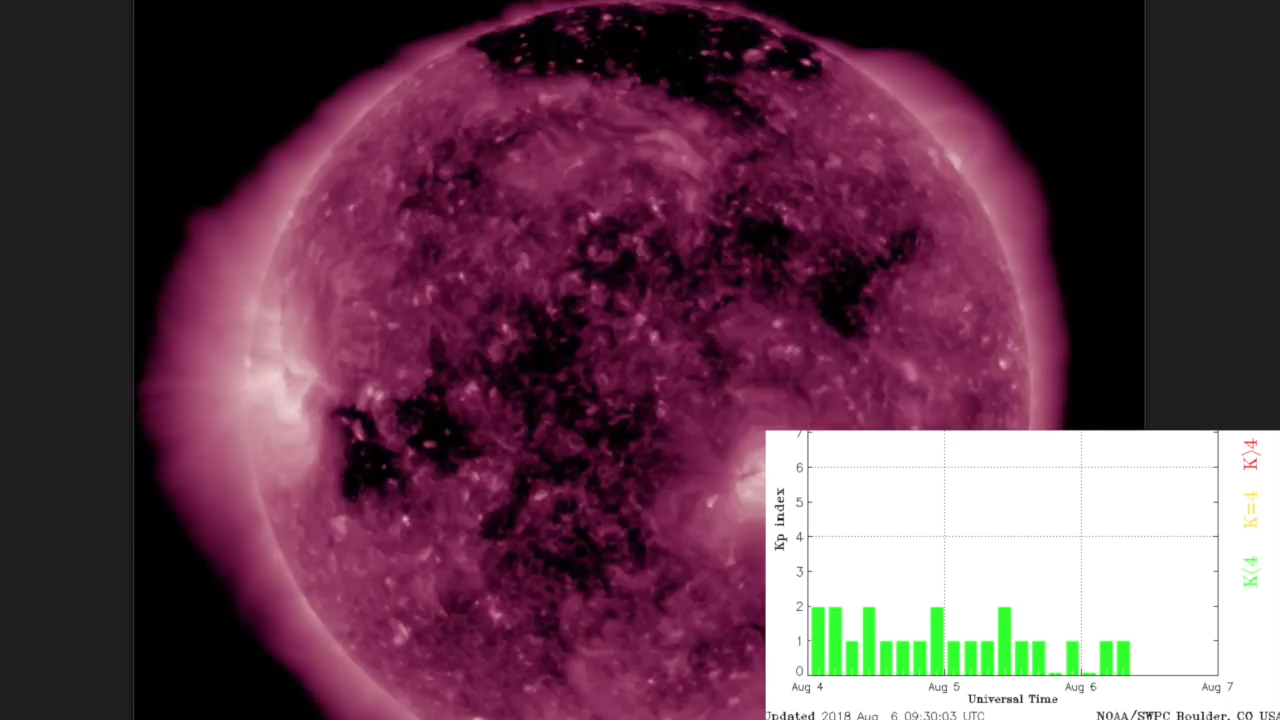 7
6
5
4
3
2
1
0
Kp index
Aug 4
Aug 5
Aug 6
Aug 7
Universal Time
Updated 2018 Aug 6 09:30:03 UTC
NOAA/SWPC Boulder, CO USA
K>4
K=4
K<4